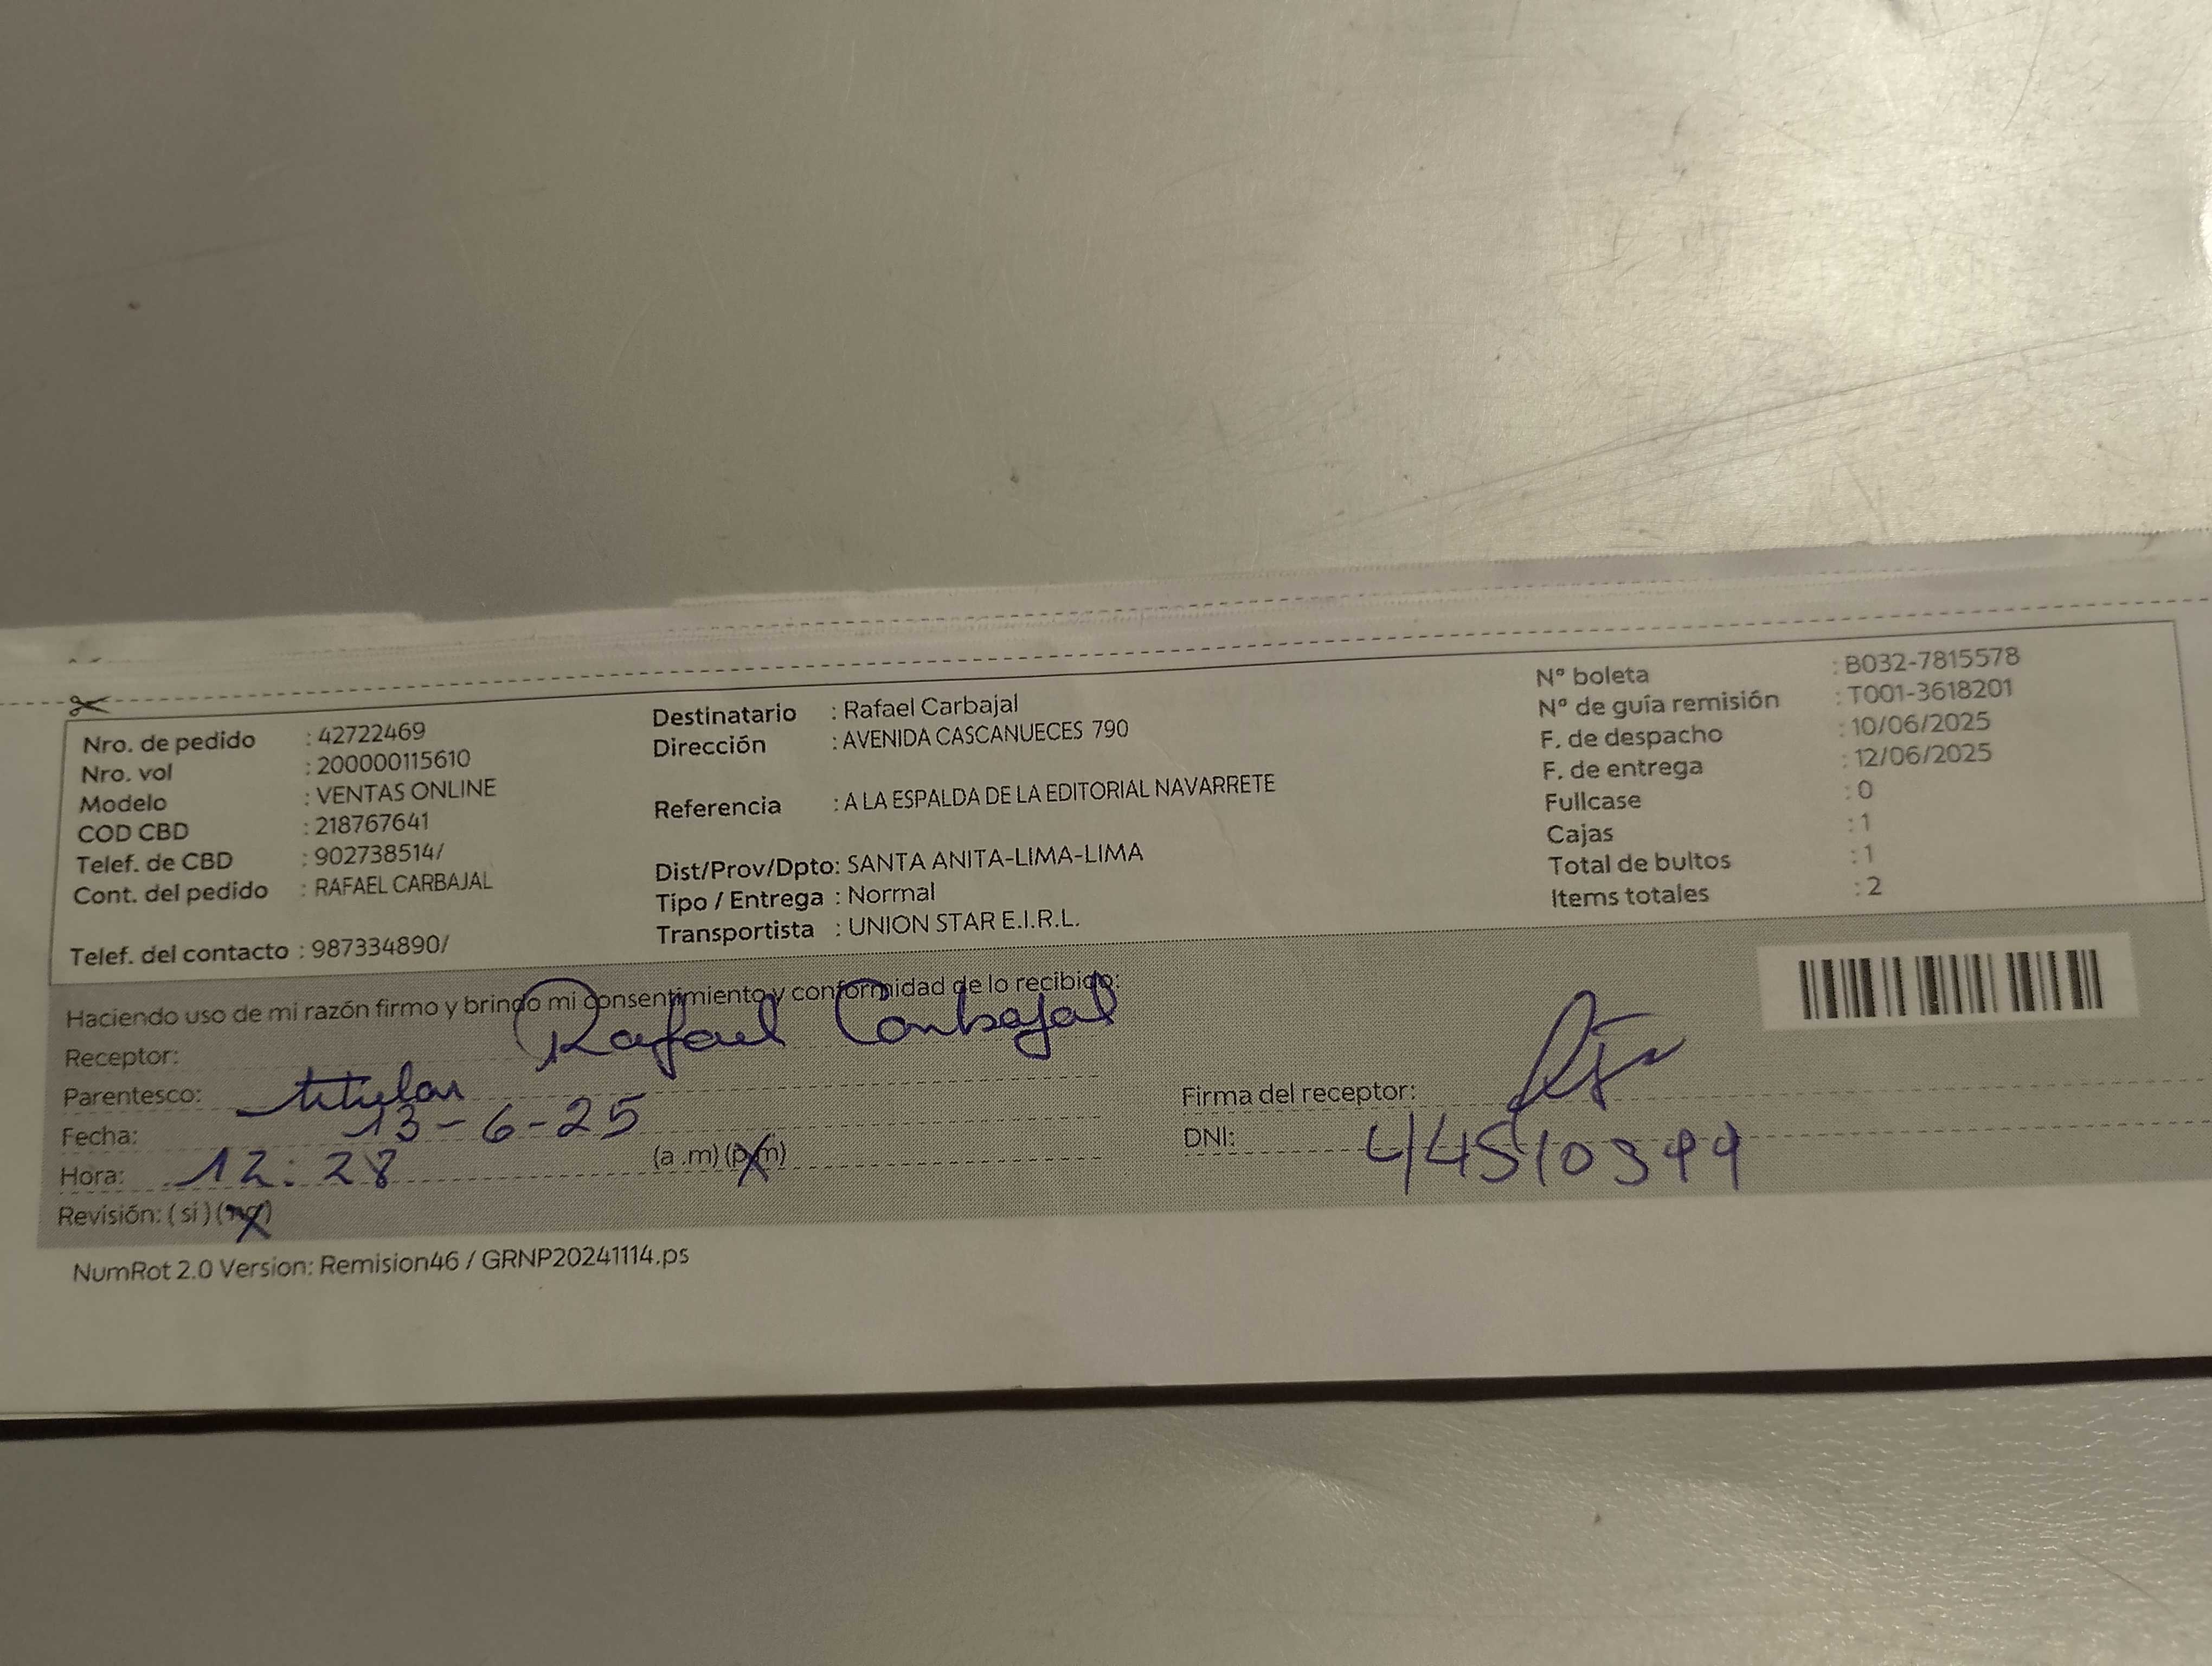 Nro. de pedido : 42722469
Nro. vol : 200000115610
Modelo : VENTAS ONLINE
COD CBD : 218767641
Telef. de CBD : 902738514/
Cont. del pedido : RAFAEL CARBAJAL
Telef. del contacto : 987334890/
Destinatario : Rafael Carbajal
Dirección : AVENIDA CASCANUECES 790
Referencia : A LA ESPALDA DE LA EDITORIAL NAVARRETE
Dist/Prov/Dpto: SANTA ANITA-LIMA-LIMA
Tipo / Entrega : Normal
Transportista : UNION STAR E.I.R.L.
N° boleta : B032-7815578
N° de guía remisión : T001-3618201
F. de despacho : 10/06/2025
F. de entrega : 12/06/2025
Fullcase : 0
Cajas : 1
Total de bultos : 1
Items totales : 2
Haciendo uso de mi razón firmo y brindo mi consentimiento y conformidad de lo recibido:
Receptor: Rafael Carbajal
Parentesco: titular
Fecha: 13-6-25
Hora: 12:28 (a .m) (p.m)
Revisión: ( sí ) (no)
Firma del receptor:
DNI:
NumRot 2.0 Version: Remision46 / GRNP20241114.ps